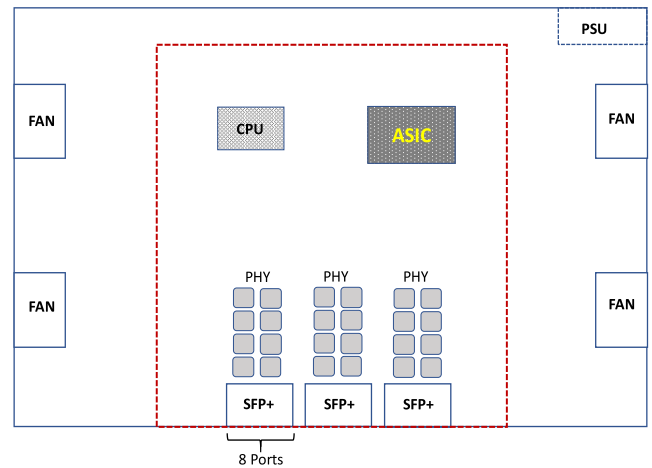 PSU
FAN
CPU
ASIC
FAN
PHY
PHY
PHY
FAN
FAN
SFP+
SFP+
SFP+
8 Ports